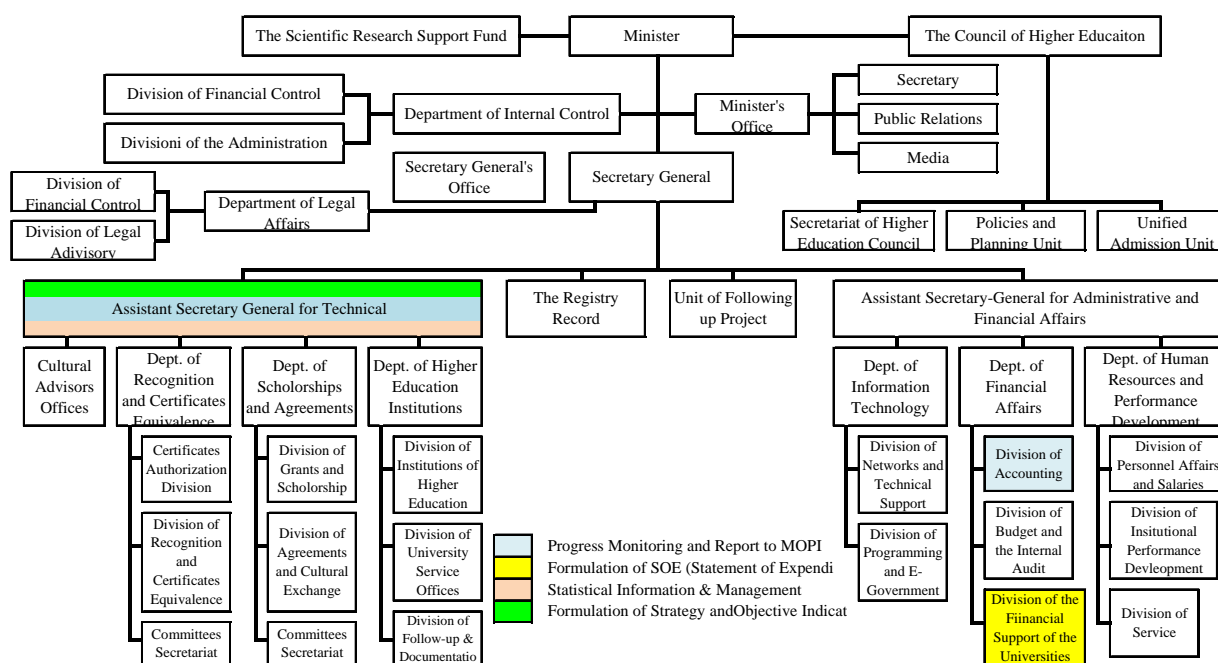 The Scientific Research Support Fund
Minister
The Council of Higher Educaiton
Division of Financial Control
Divisioni of the Administration
Department of Internal Control
Minister's
Office
Secretary
Public Relations
Media
Secretary General's
Office
Secretary General
Division of
Financial Control
Division of Legal
Adivisory
Department of Legal
Affairs
Secretariat of Higher
Education Council
Policies and
Planning Unit
Unified
Admission Unit
Assistant Secretary General for Technical
The Registry
Record
Unit of Following
up Project
Assistant Secretary-General for Administrative and
Financial Affairs
Cultural
Advisors
Offices
Dept. of
Recognition
and Certificates
Equivalence
Dept. of
Scholorships
and Agreements
Dept. of Higher
Education
Institutions
Dept. of
Information
Technology
Dept. of
Financial
Affairs
Dept. of Human
Resources and
Performance
Development
Certificates
Authorization
Division
Division of
Recognition
and
Certificates
Equivalence
Committees
Secretariat
Division of
Grants and
Scholorship
Division of
Agreements
and Cultural
Exchange
Committees
Secretariat
Division of
Institutions of
Higher
Education
Division of
University
Service
Offices
Division of
Follow-up &
Documentatio
Progress Monitoring and Report to MOPI
Formulation of SOE (Statement of Expendi
Statistical Information & Management
Formulation of Strategy andObjective Indicat
Division of
Networks and
Technical
Support
Division of
Programming
and E-
Government
Division of
Accounting
Division of
Budget and
the Internal
Audit
Division of the
Fiinancial
Support of the
Universities
Division of
Personnel Affairs
and Salaries
Division of
Insitutional
Performance
Devleopment
Division of
Service